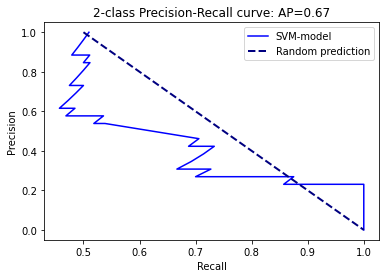 2-class Precision-Recall curve: AP=0.67
SVM-model
Random prediction
Precision
1.0
0.8
0.6
0.4
0.2
0.0
0.5 0.6 0.7 0.8 0.9 1.0
Recall